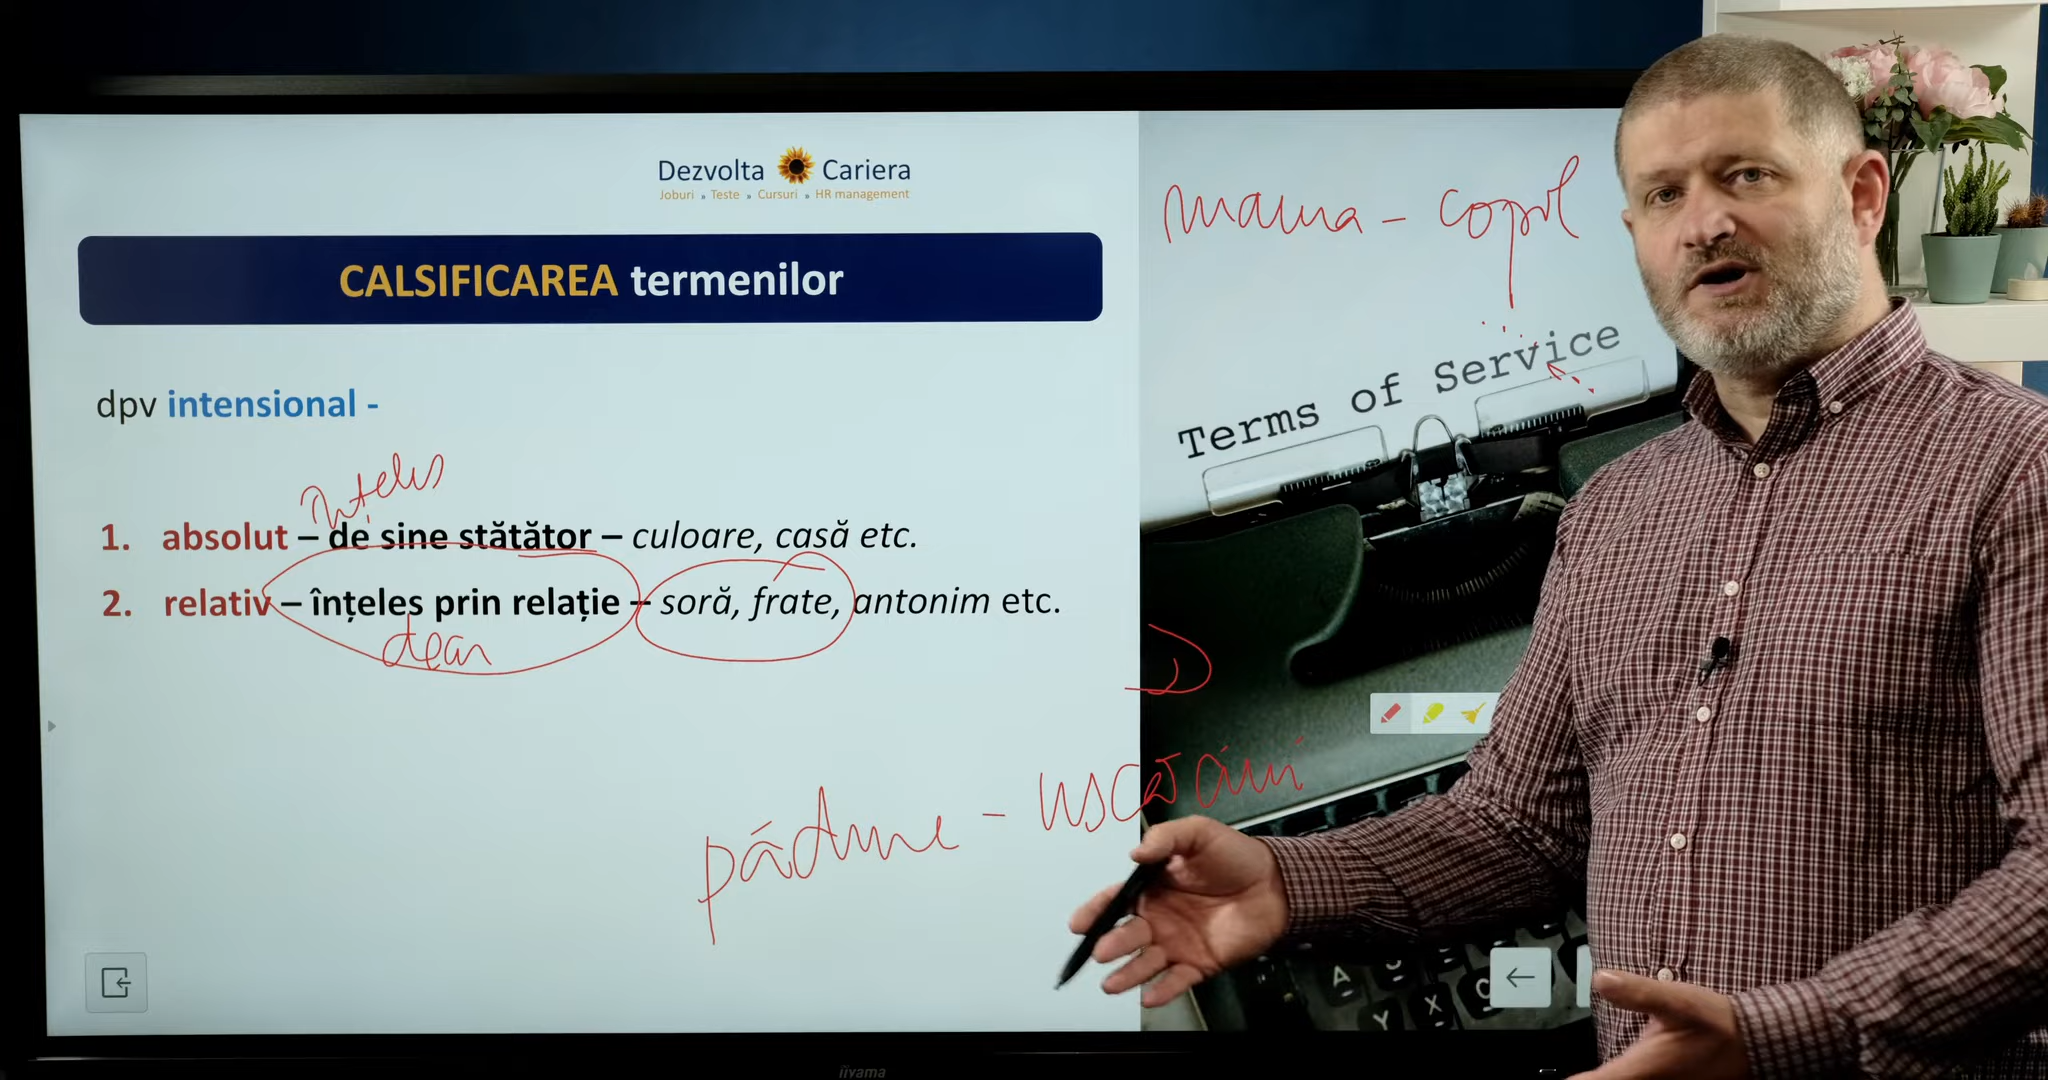 Dezvolta Cariera
Joburi » Teste » Cursuri » HR management
CALSIFICAREA termenilor
dpv intensional -
înțeles
1. absolut – de sine stătător – culoare, casă etc.
2. relativ – înțeles prin relație – soră, frate, antonim etc.
doar
mama - copil
Terms of Service
pădure -
A
Y X C
iiyama